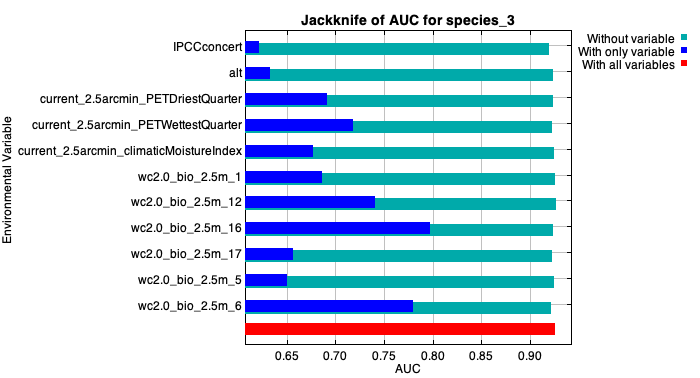 Jackknife of AUC for species_3
Without variable
With only variable
With all variables
Environmental Variable
IPCCconcert
alt
current_2.5arcmin_PETDriestQuarter
current_2.5arcmin_PETWettestQuarter
current_2.5arcmin_climaticMoistureIndex
wc2.0_bio_2.5m_1
wc2.0_bio_2.5m_12
wc2.0_bio_2.5m_16
wc2.0_bio_2.5m_17
wc2.0_bio_2.5m_5
wc2.0_bio_2.5m_6
0.65 0.70 0.75 0.80 0.85 0.90
AUC